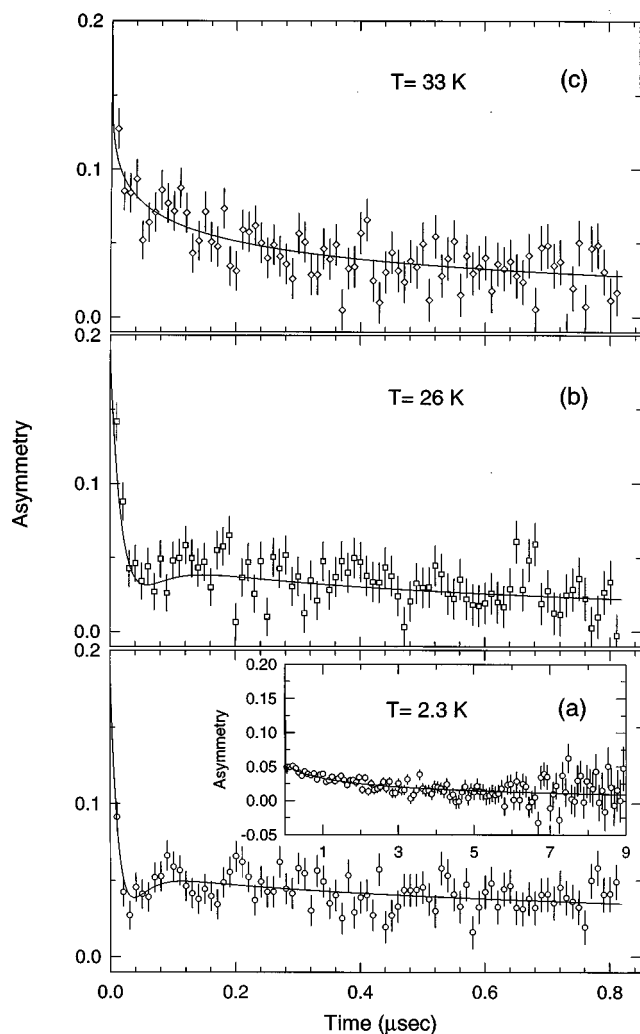 0.2
T= 33 K
(c)
0.1
0.0
0.2
T= 26 K
(b)
Asymmetry
0.1
0.0
0.2
0.20
T= 2.3 K
(a)
0.15
Asymmetry
0.10
0.05
0.00
-0.05
1 3 5 7 9
0.1
0.0
0.0 0.2 0.4 0.6 0.8
Time (μsec)